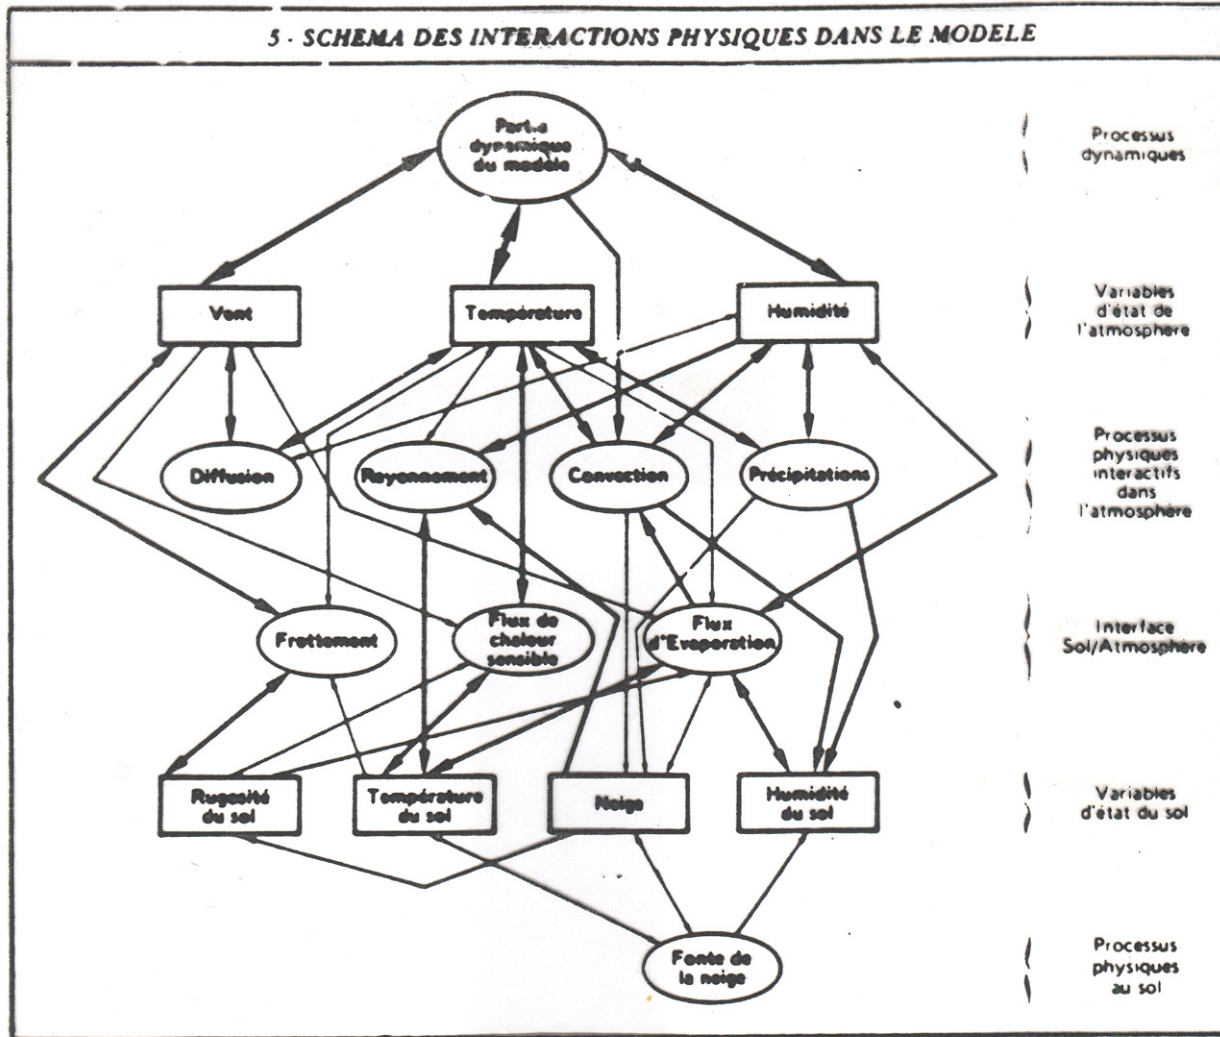 5 - SCHEMA DES INTERACTIONS PHYSIQUES DANS LE MODELE
Partie
dynamique
du modèle
Processus
dynamiques
Vent
Température
Humidité
Variables
d'état de
l'atmosphère
Diffusion
Rayonnement
Convection
Précipitations
Processus
physiques
interactifs
dans
l'atmosphère
Frottement
Flux de
chaleur
sensible
Flux
d'Evaporation
Interface
Sol/Atmosphère
Rugosité
du sol
Température
du sol
Neige
Humidité
du sol
Variables
d'état du sol
Fonte de
la neige
Processus
physiques
au sol